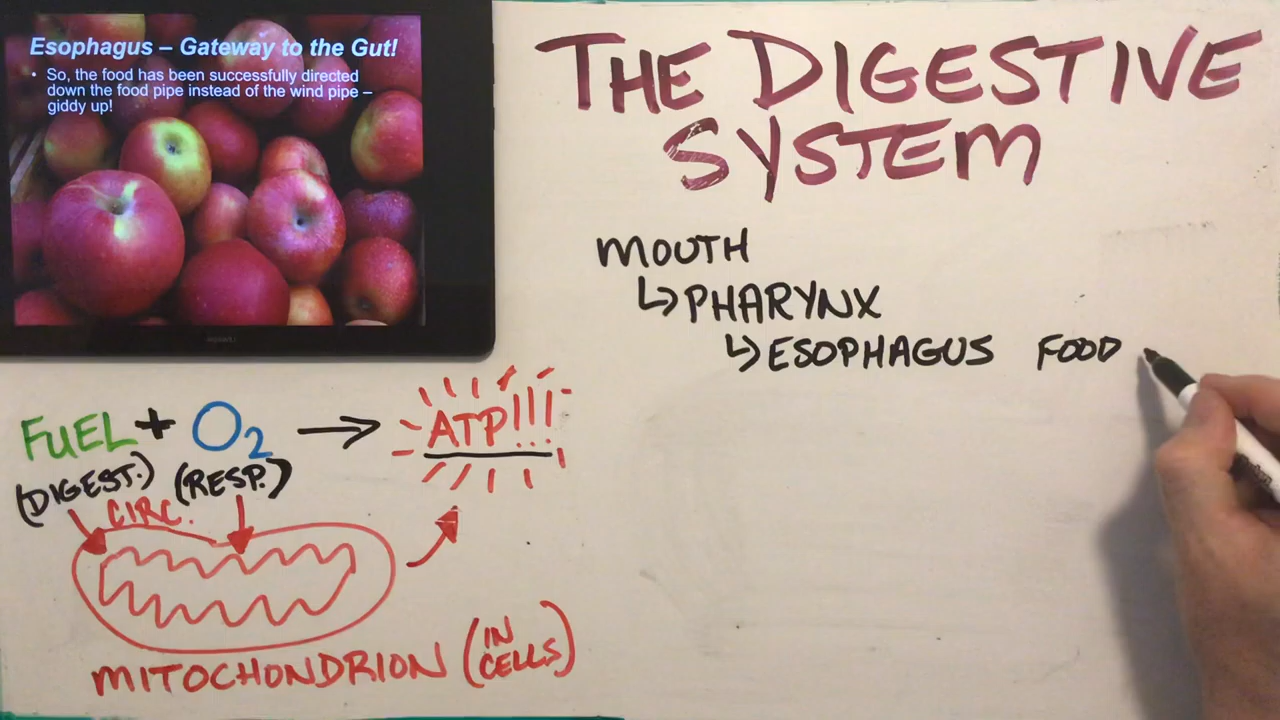 Esophagus – Gateway to the Gut!
• So, the food has been successfully directed
down the food pipe instead of the wind pipe –
giddy up!
THE DIGESTIVE
SYSTEM
MOUTH
↳PHARYNX
↳ESOPHAGUS FOOD
FUEL + O2 → ATP!!!
(DIGEST.) (RESP.)
CIRC.
MITOCHONDRION (IN CELLS)